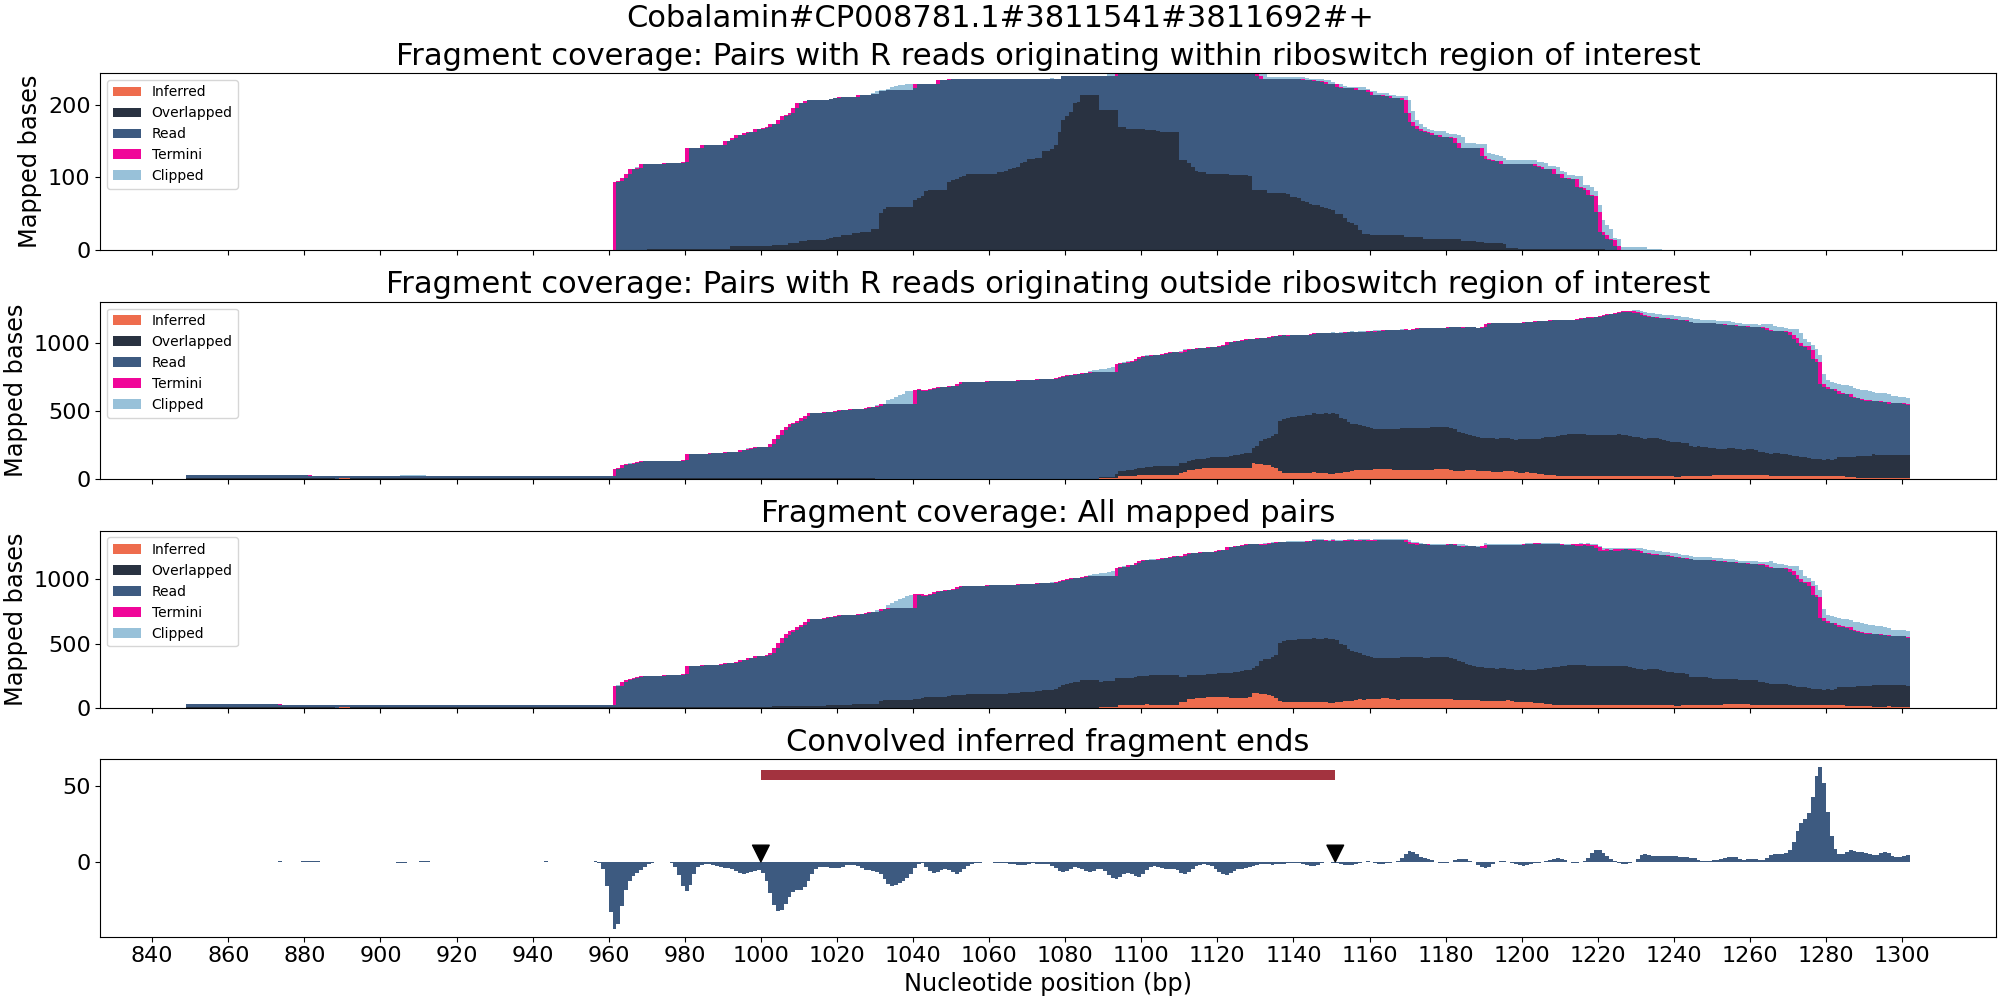 Cobalamin#CP008781.1#3811541#3811692#+
Fragment coverage: Pairs with R reads originating within riboswitch region of interest
Mapped bases
200
100
0
Inferred
Overlapped
Read
Termini
Clipped
Fragment coverage: Pairs with R reads originating outside riboswitch region of interest
Mapped bases
1000
500
0
Inferred
Overlapped
Read
Termini
Clipped
Fragment coverage: All mapped pairs
Mapped bases
1000
500
0
Inferred
Overlapped
Read
Termini
Clipped
Convolved inferred fragment ends
50
0
840 860 880 900 920 940 960 980 1000 1020 1040 1060 1080 1100 1120 1140 1160 1180 1200 1220 1240 1260 1280 1300
Nucleotide position (bp)